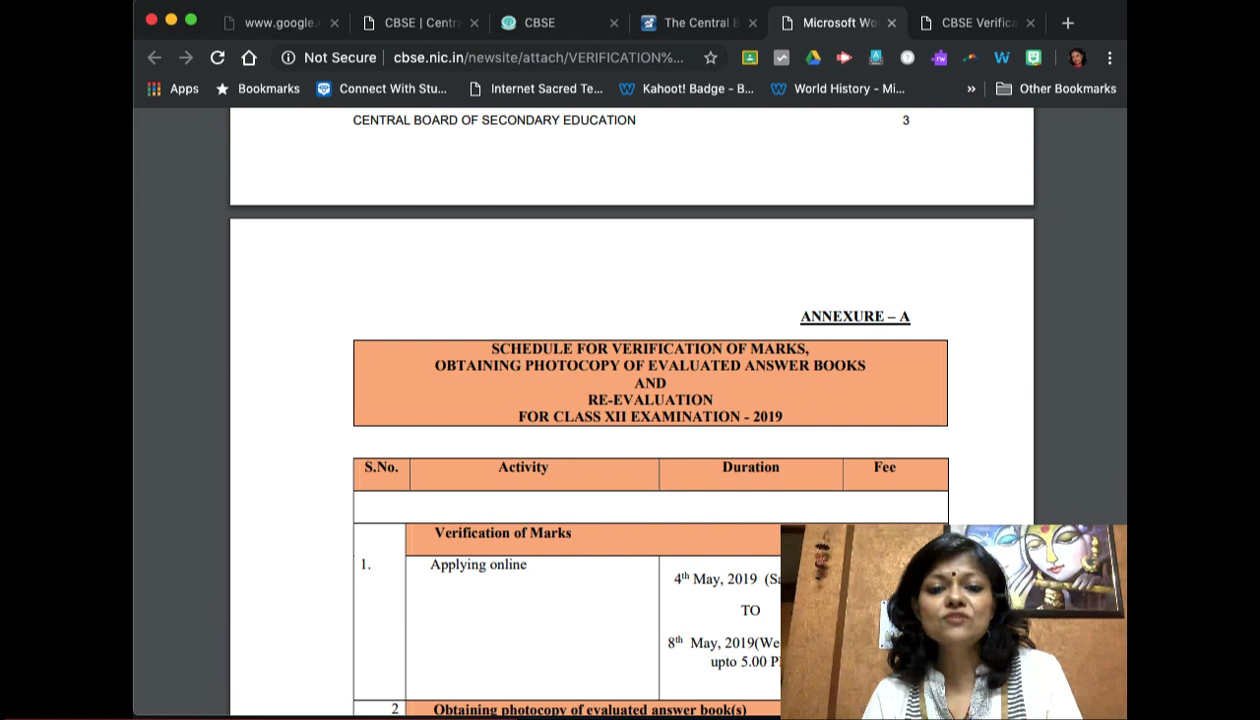 www.google.c
CBSE | Centr
CBSE
The Central B
Microsoft Wo
CBSE Verifica
Not Secure
cbse.nic.in/newsite/attach/VERIFICATION%...
Apps
Bookmarks
Connect With Stu...
Internet Sacred Te...
Kahoot! Badge - B...
World History - Mi...
»
Other Bookmarks
CENTRAL BOARD OF SECONDARY EDUCATION 3
ANNEXURE – A
SCHEDULE FOR VERIFICATION OF MARKS,
OBTAINING PHOTOCOPY OF EVALUATED ANSWER BOOKS
AND
RE-EVALUATION
FOR CLASS XII EXAMINATION - 2019
S.No. Activity Duration Fee
Verification of Marks
1. Applying online
4th May, 2019 (Sa
TO
8th May, 2019(We
upto 5.00 P
2 Obtaining photocopy of evaluated answer book(s)